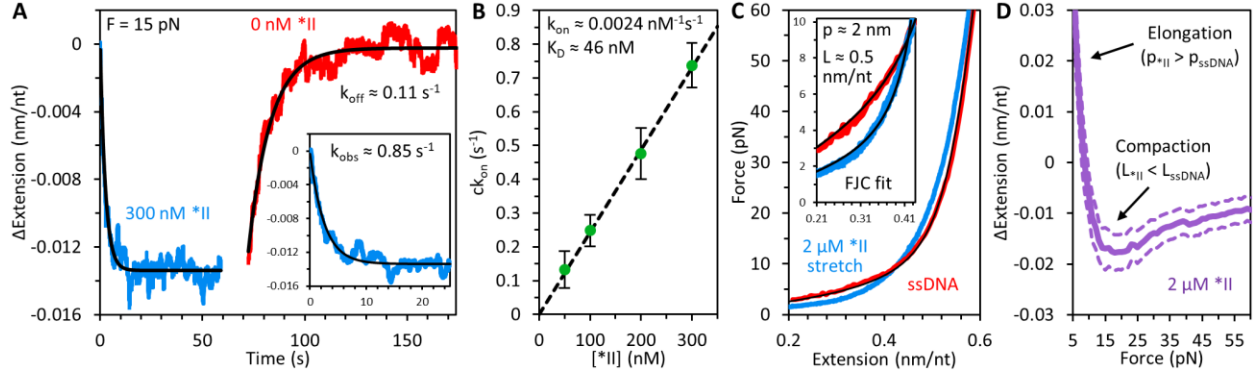 A
F = 15 pN
0 nM *II
0
-0.004
-0.008
-0.012
-0.016
ΔExtension (nm/nt)
k_off ≈ 0.11 s⁻¹
300 nM *II
k_obs ≈ 0.85 s⁻¹
0
-0.004
-0.008
-0.012
-0.016
0 10 20
0 50 100 150
Time (s)
B
k_on ≈ 0.0024 nM⁻¹s⁻¹
K_D ≈ 46 nM
0.9
0.8
0.7
0.6
0.5
0.4
0.3
0.2
0.1
0
ck_on (s⁻¹)
0 100 200 300
[*II] (nM)
C
60
50
40
30
20
10
0
Force (pN)
10
8
6
4
2
0
p ≈ 2 nm
L ≈ 0.5
nm/nt
FJC fit
0.21 0.31 0.41
2 μM *II
stretch
ssDNA
0.2 0.4 0.6
Extension (nm/nt)
D
0.03
0.02
0.01
0
-0.01
-0.02
-0.03
ΔExtension (nm/nt)
Elongation
(p_*II > p_ssDNA)
Compaction
(L_*II < L_ssDNA)
2 μM *II
5 15 25 35 45 55
Force (pN)